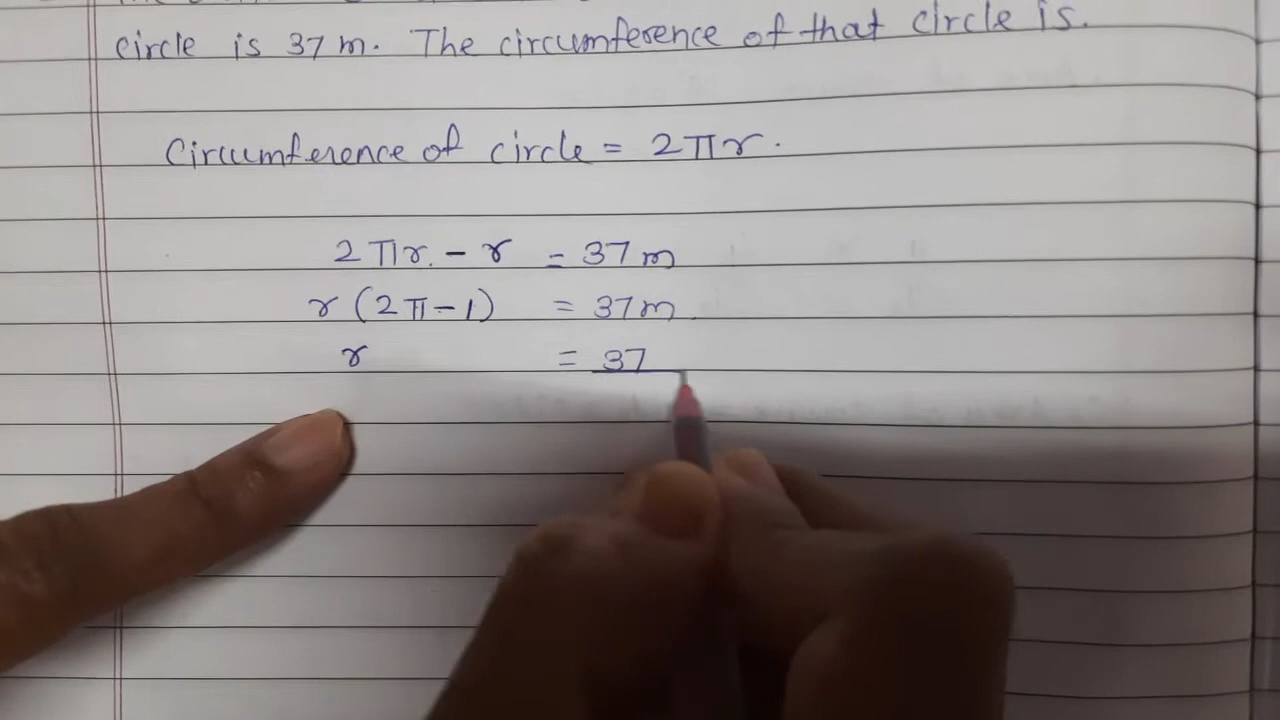 circle is 37 m. The circumference of that circle is.
Circumference of circle = 2πr.
2πr. - r = 37 m
r (2π-1) = 37 m
r = 37